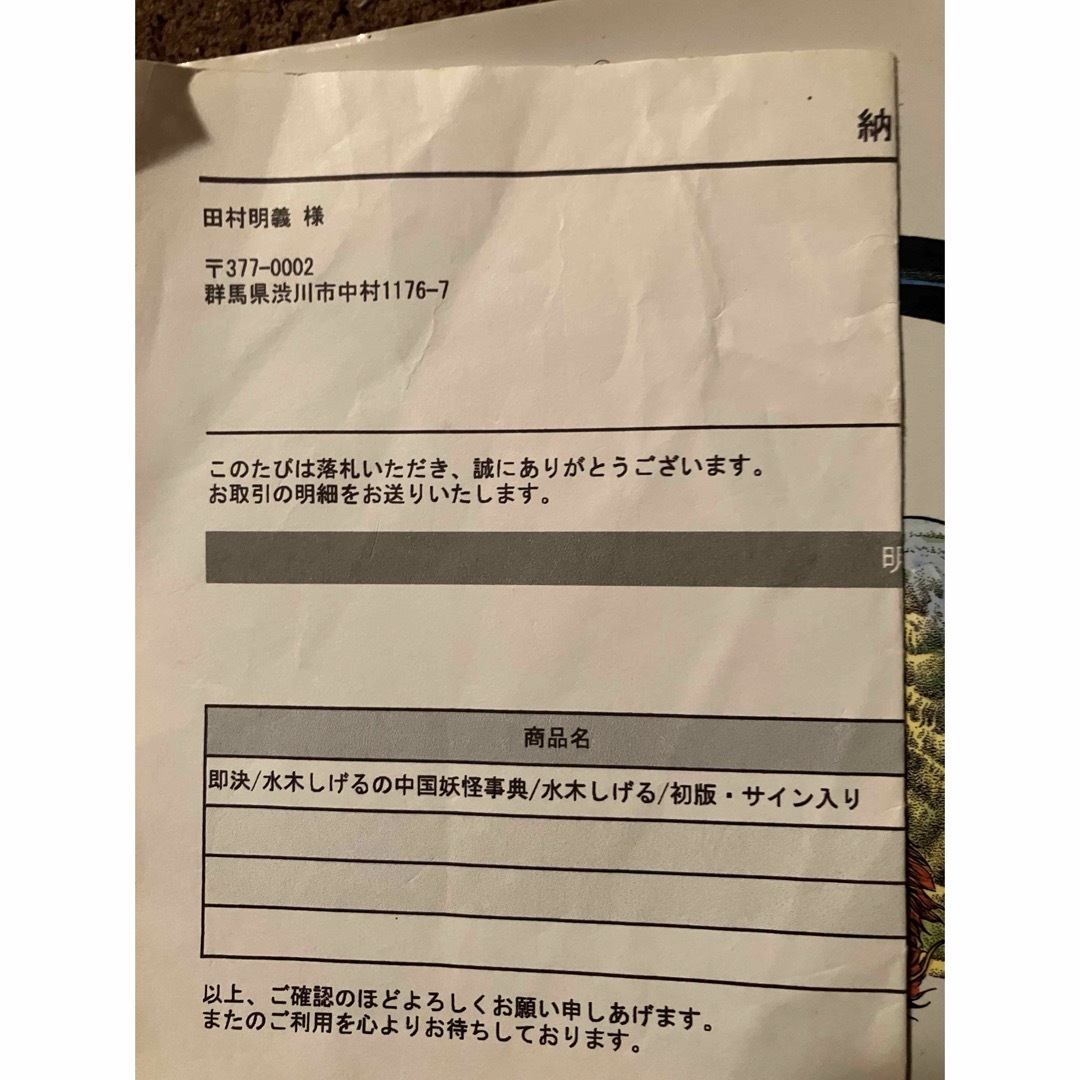 納
田村明義 様
〒377-0002
群馬県渋川市中村1176-7
このたびは落札いただき、誠にありがとうございます。
お取引の明細をお送りいたします。
明
商品名
即決/水木しげるの中国妖怪事典/水木しげる/初版・サイン入り
以上、ご確認のほどよろしくお願い申しあげます。
またのご利用を心よりお待ちしております。